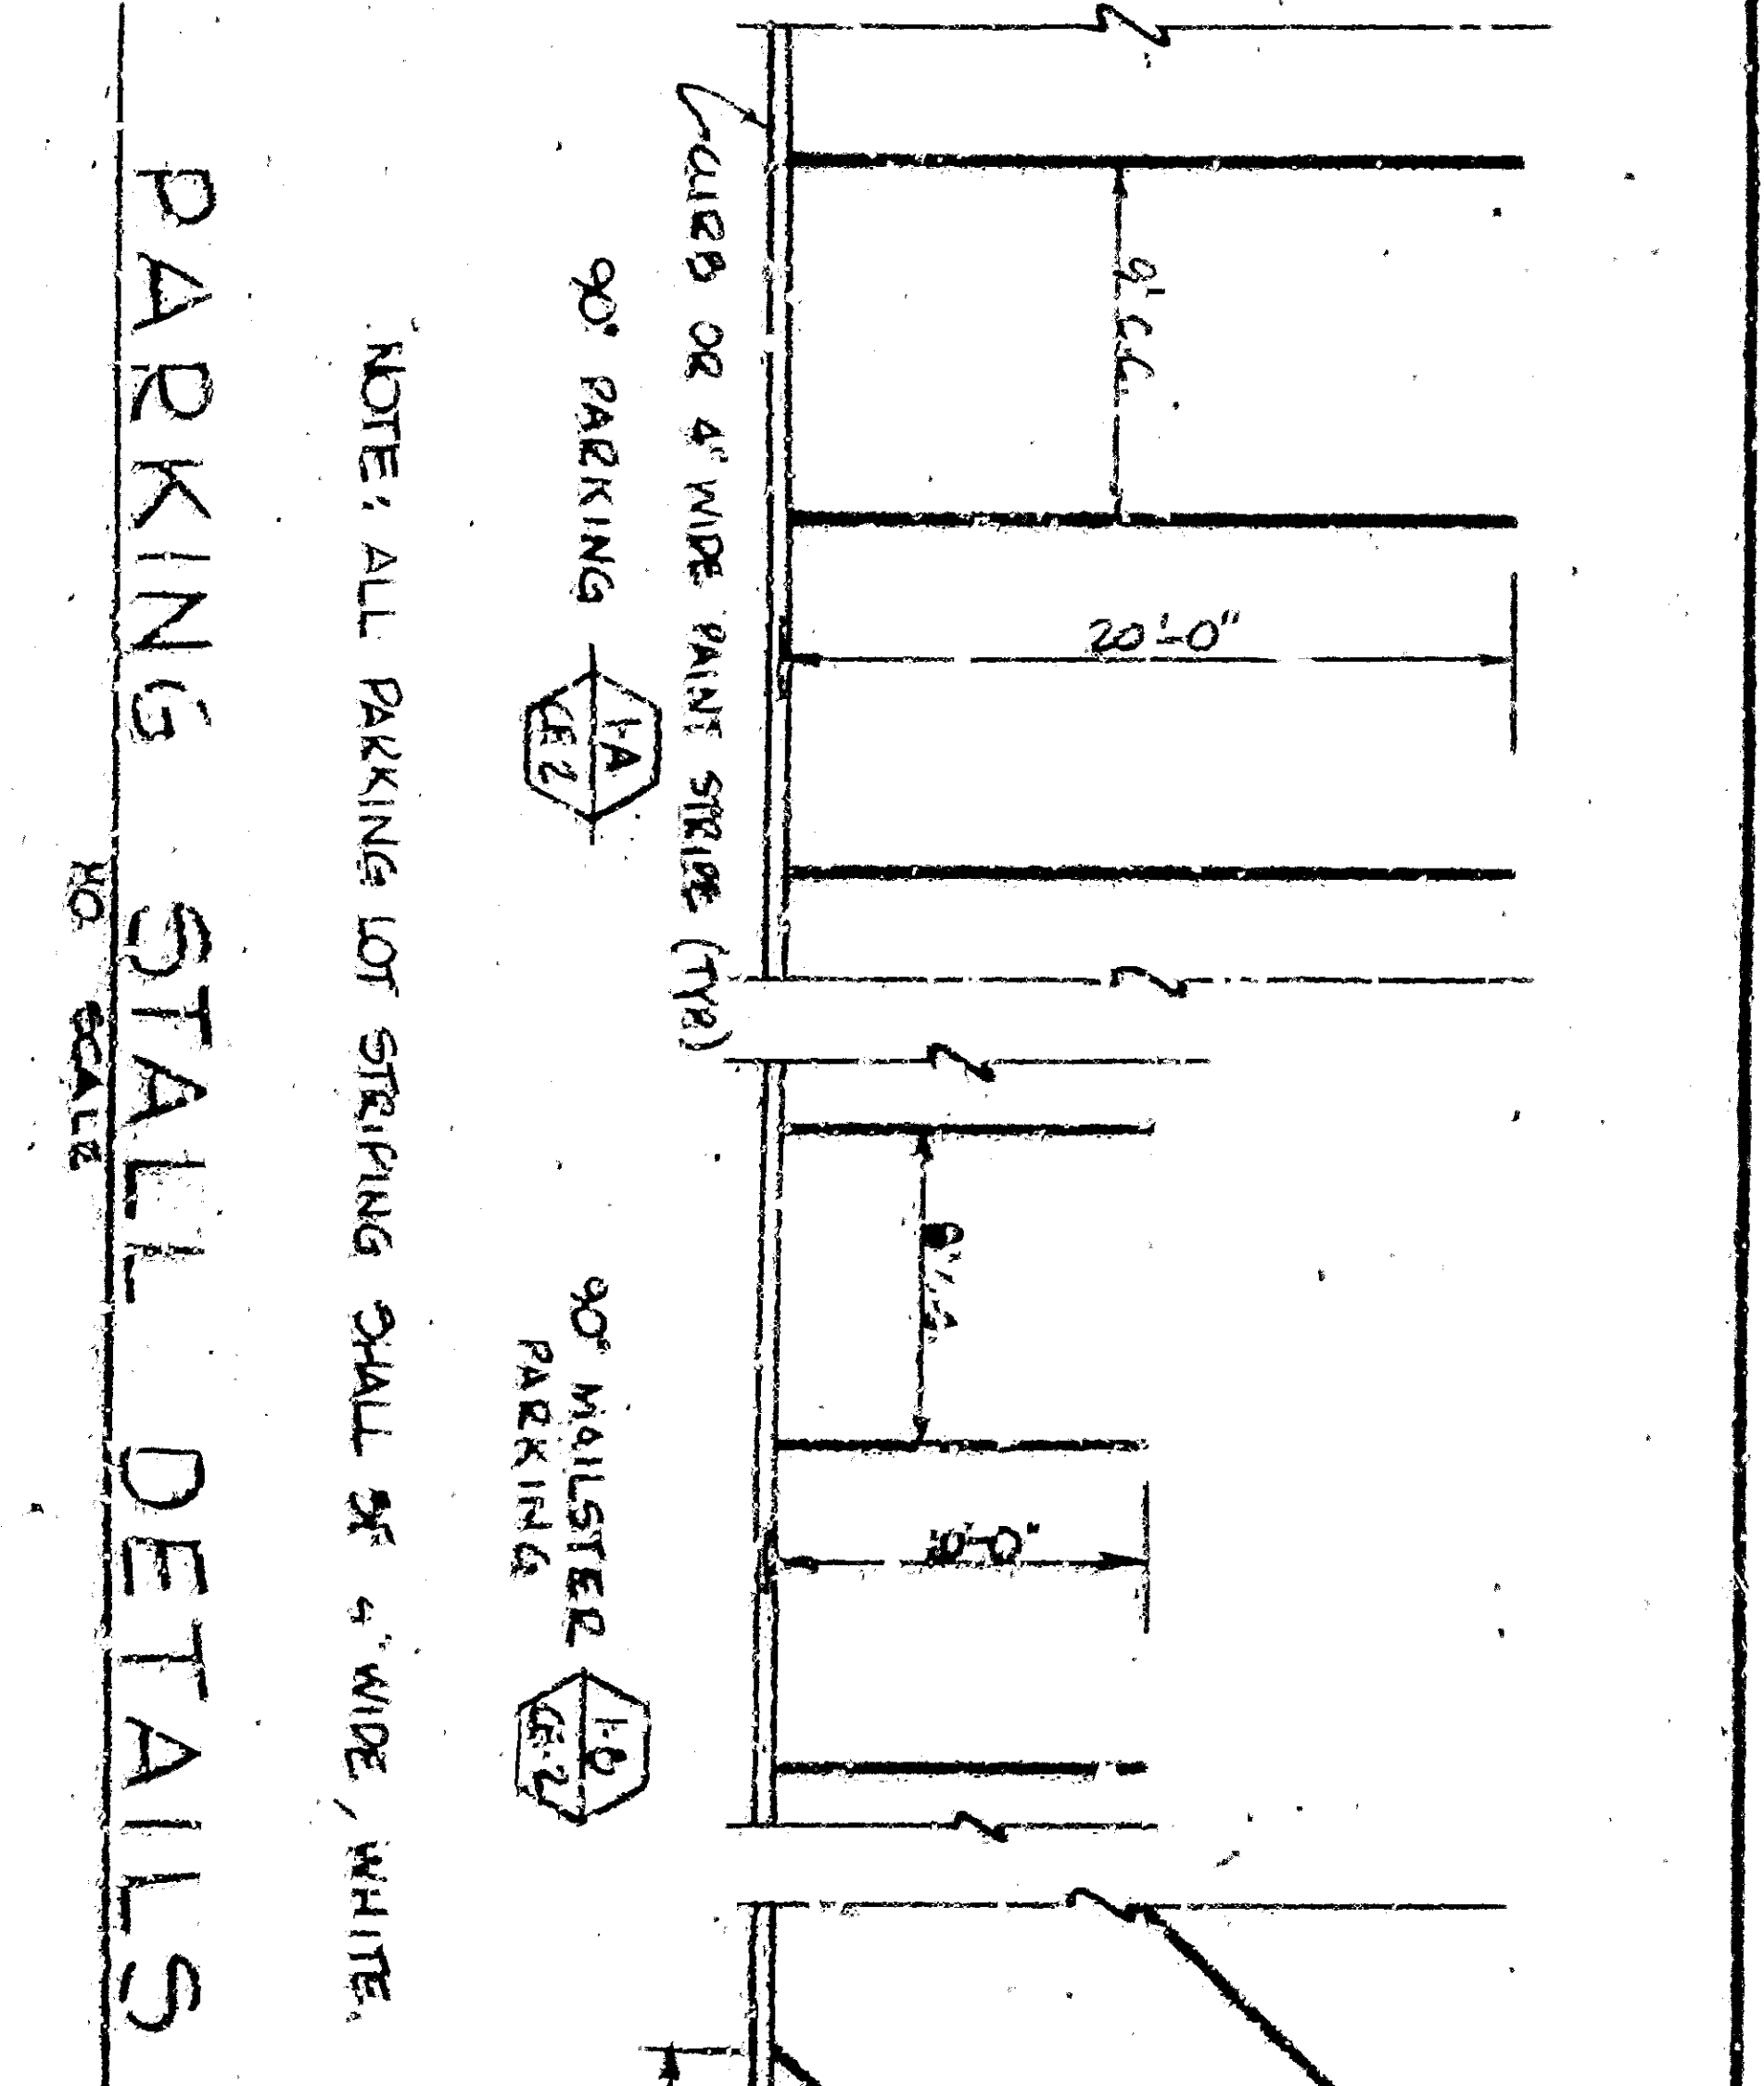 9' C.C.
20'-0"
10'-0"
CURB OR 4" WIDE PAINT STRIPE (TYP.)
90° PARKING
1-A
CE 2
90° MAILSTER
PARKING
1-B
CE-2
NOTE: ALL PARKING LOT STRIPING SHALL BE 4" WIDE, WHITE.
PARKING STALL DETAILS
NO SCALE